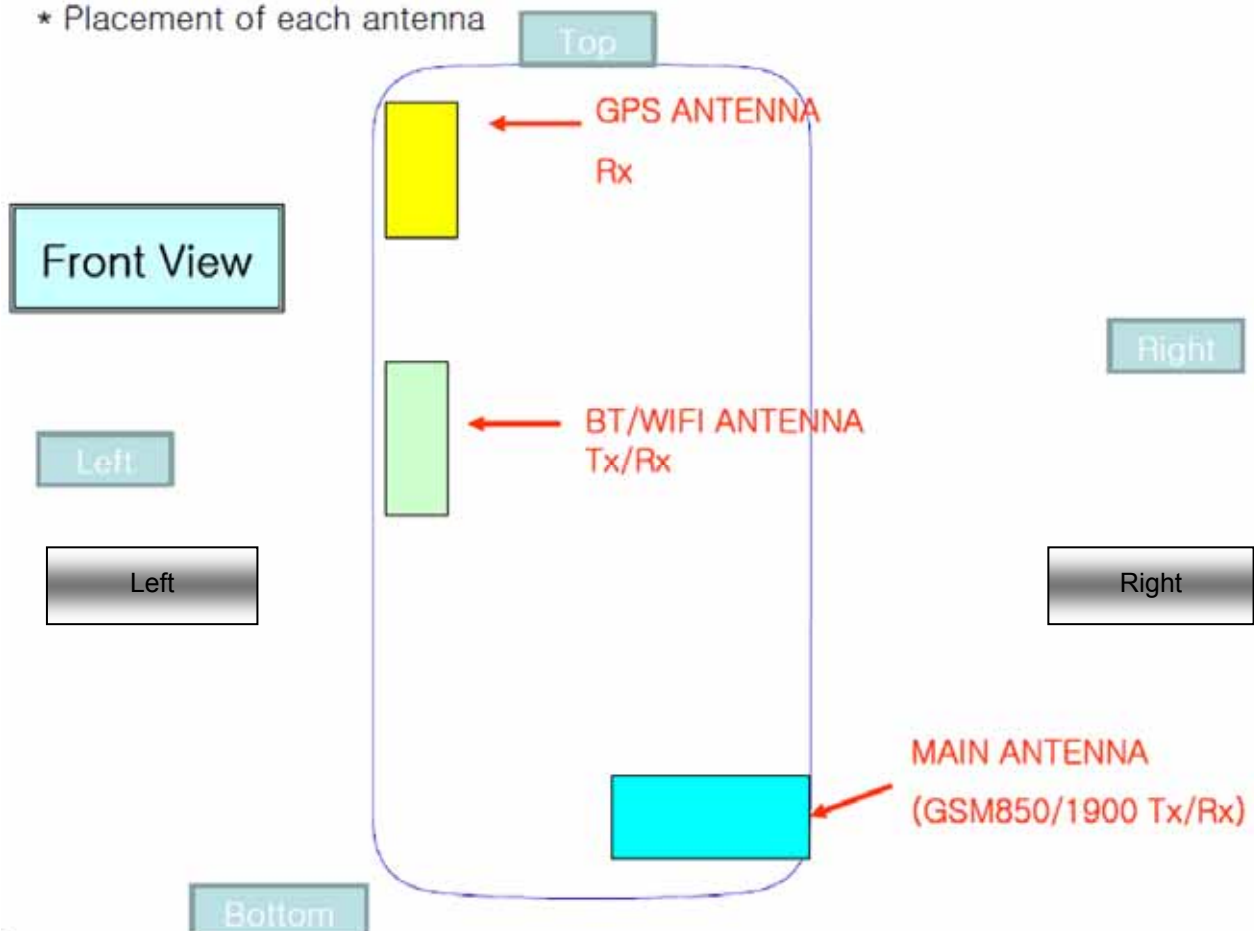 * Placement of each antenna
Top
GPS ANTENNA
Rx
Front View
Right
BT/WIFI ANTENNA
Tx/Rx
Left
Left
Right
MAIN ANTENNA
(GSM850/1900 Tx/Rx)
Bottom